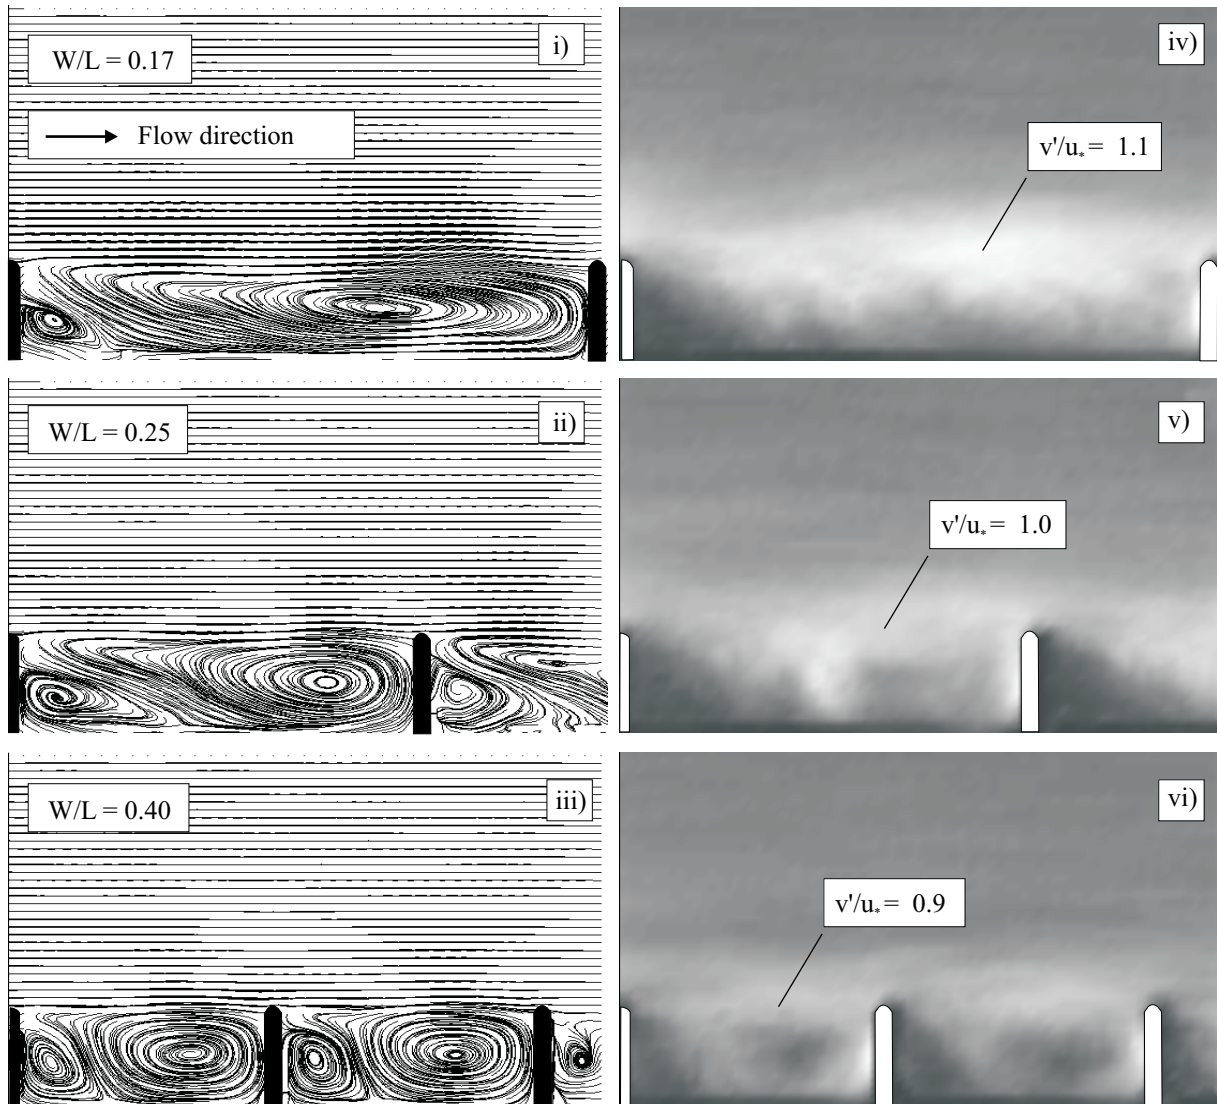 W/L = 0.17
i)
Flow direction
iv)
v'/u* = 1.1
W/L = 0.25
ii)
v)
v'/u* = 1.0
W/L = 0.40
iii)
vi)
v'/u* = 0.9